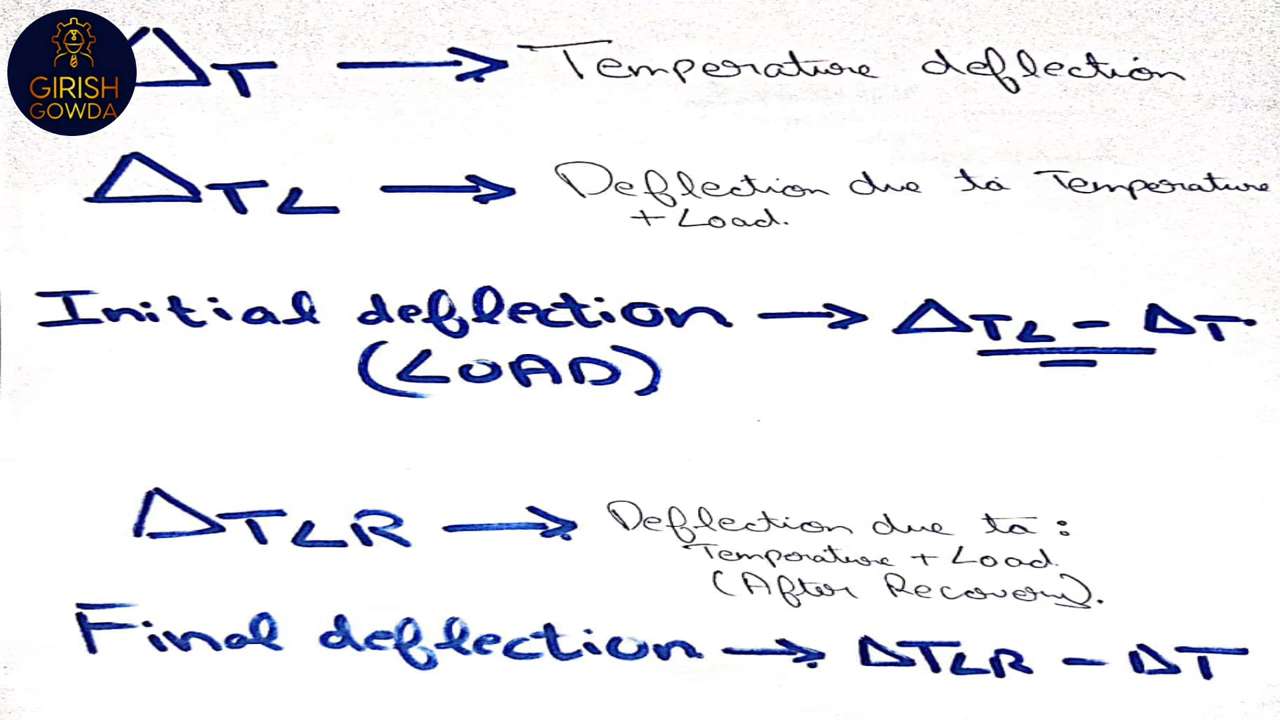 GIRISH
GOWDA
ΔT → Temperature deflection
ΔTL → Deflection due to Temperature
+ Load.
Initial deflection → ΔTL - ΔT.
(LOAD)
ΔTLR → Deflection due to:
Temperature + Load.
(After Recovery).
Final deflection → ΔTLR - ΔT